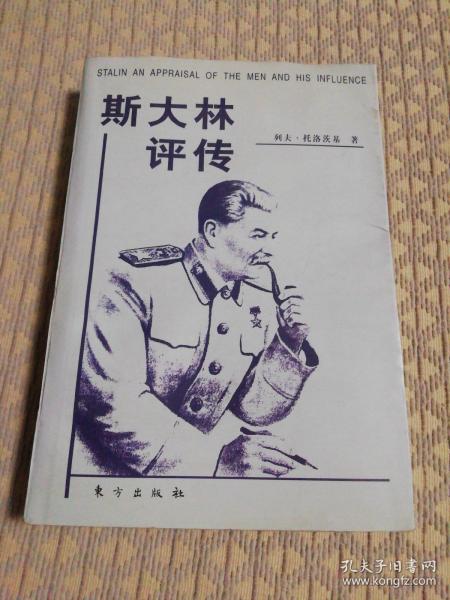 STALIN AN APPRAISAL OF THE MEN AND HIS INFLUENCE
斯大林
评传
列夫·托洛茨基 著
东方出版社
孔夫子旧书网
www.kongfz.com